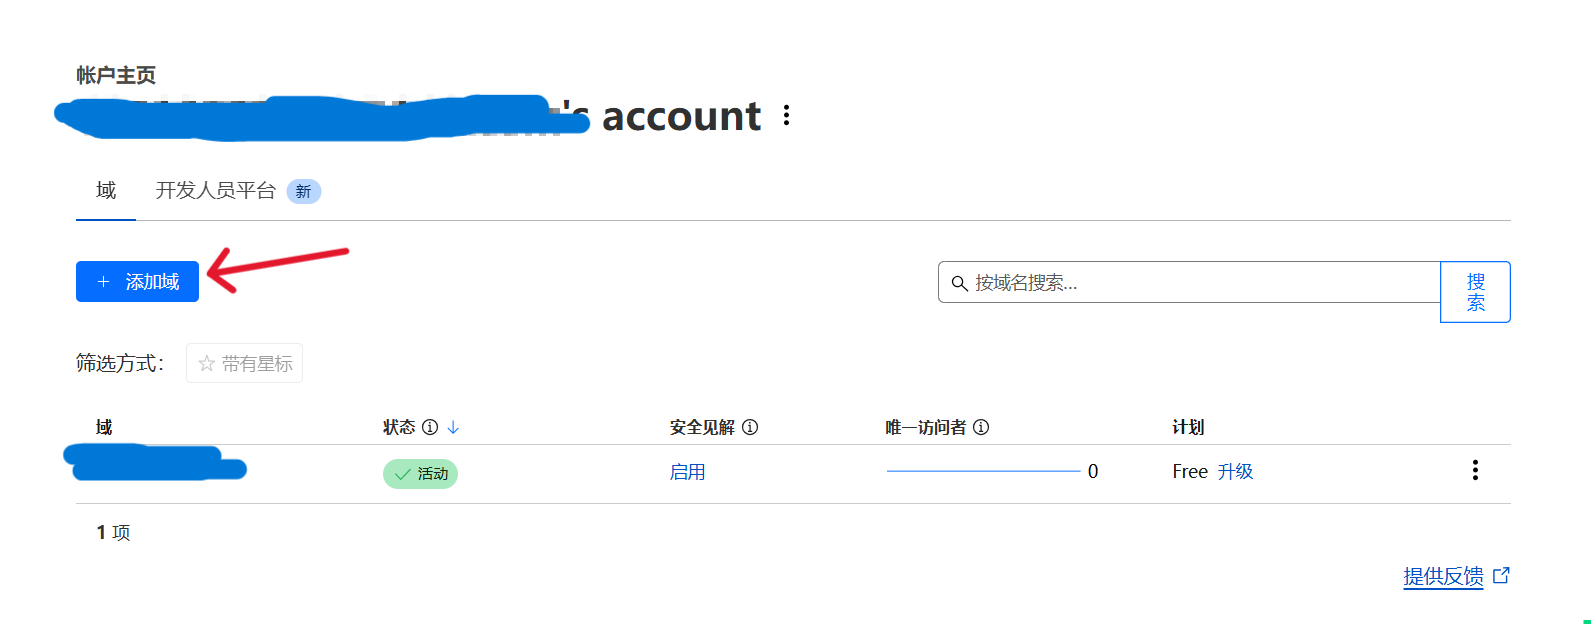 帐户主页
's account
域 开发人员平台 新
+ 添加域
按域名搜索...
搜索
筛选方式： 带有星标
域 状态 安全见解 唯一访问者 计划
活动 启用 0 Free 升级
1 项
提供反馈